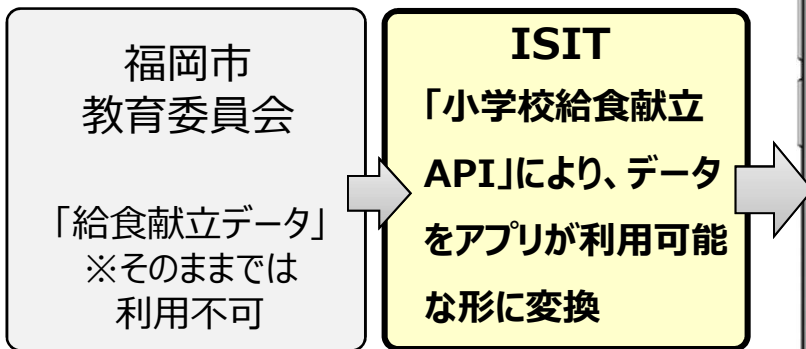 福岡市
教育委員会
「給食献立データ」
※そのままでは
利用不可
ISIT
「小学校給食献立
API」により、データ
をアプリが利用可能
な形に変換